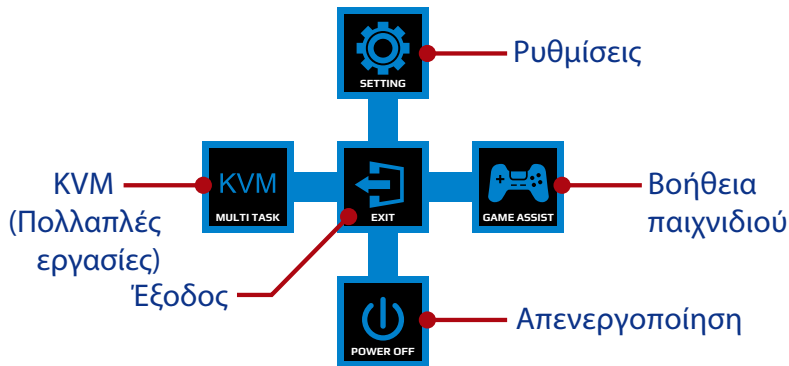 SETTING
Ρυθμίσεις
KVM
(Πολλαπλές
εργασίες)
KVM
MULTI TASK
EXIT
GAME ASSIST
Βοήθεια
παιχνιδιού
Έξοδος
POWER OFF
Απενεργοποίηση